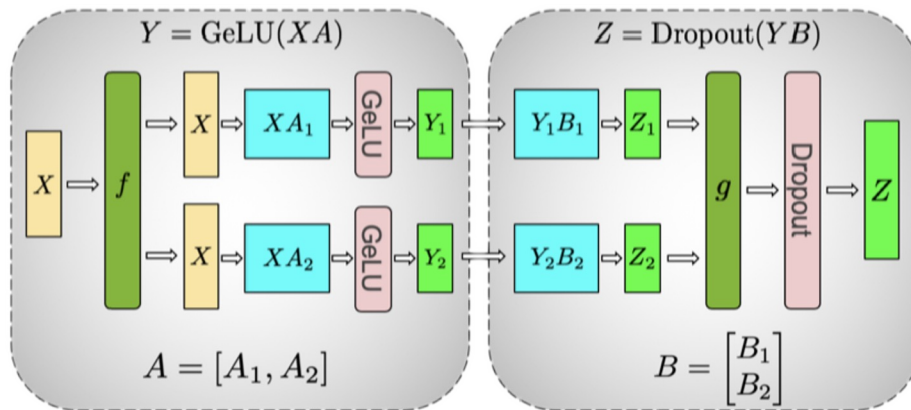 Y = GeLU(XA)
Z = Dropout(YB)
X
f
X
XA₁
GeLU
Y₁
Y₁B₁
Z₁
X
XA₂
GeLU
Y₂
Y₂B₂
Z₂
g
Dropout
Z
A = [A₁, A₂]
B = [B₁
B₂]